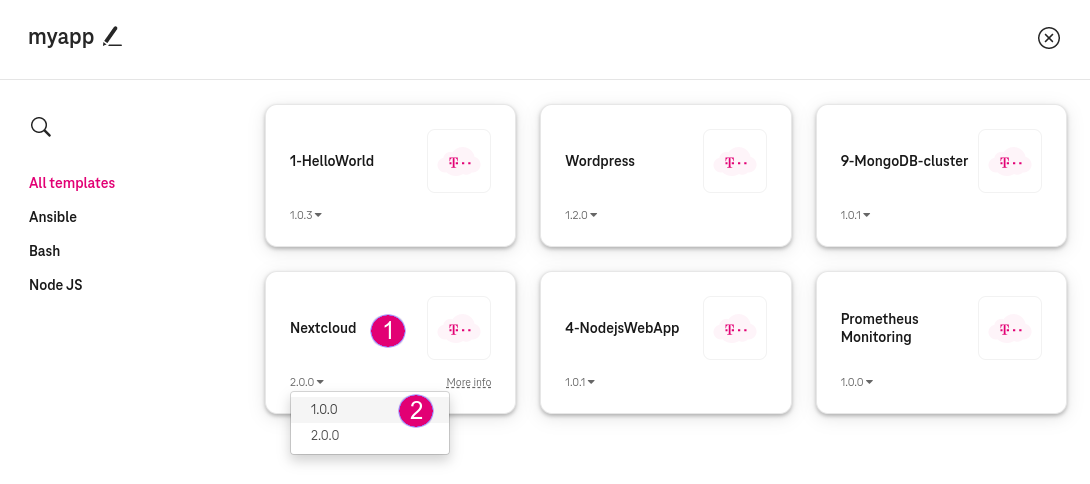 myapp
All templates
Ansible
Bash
Node JS
1-HelloWorld
T
1.0.3
Wordpress
T
1.2.0
9-MongoDB-cluster
T
1.0.1
Nextcloud
1
T
2.0.0
More info
1.0.0
2
2.0.0
4-NodejsWebApp
T
1.0.1
Prometheus
Monitoring
T
1.0.0